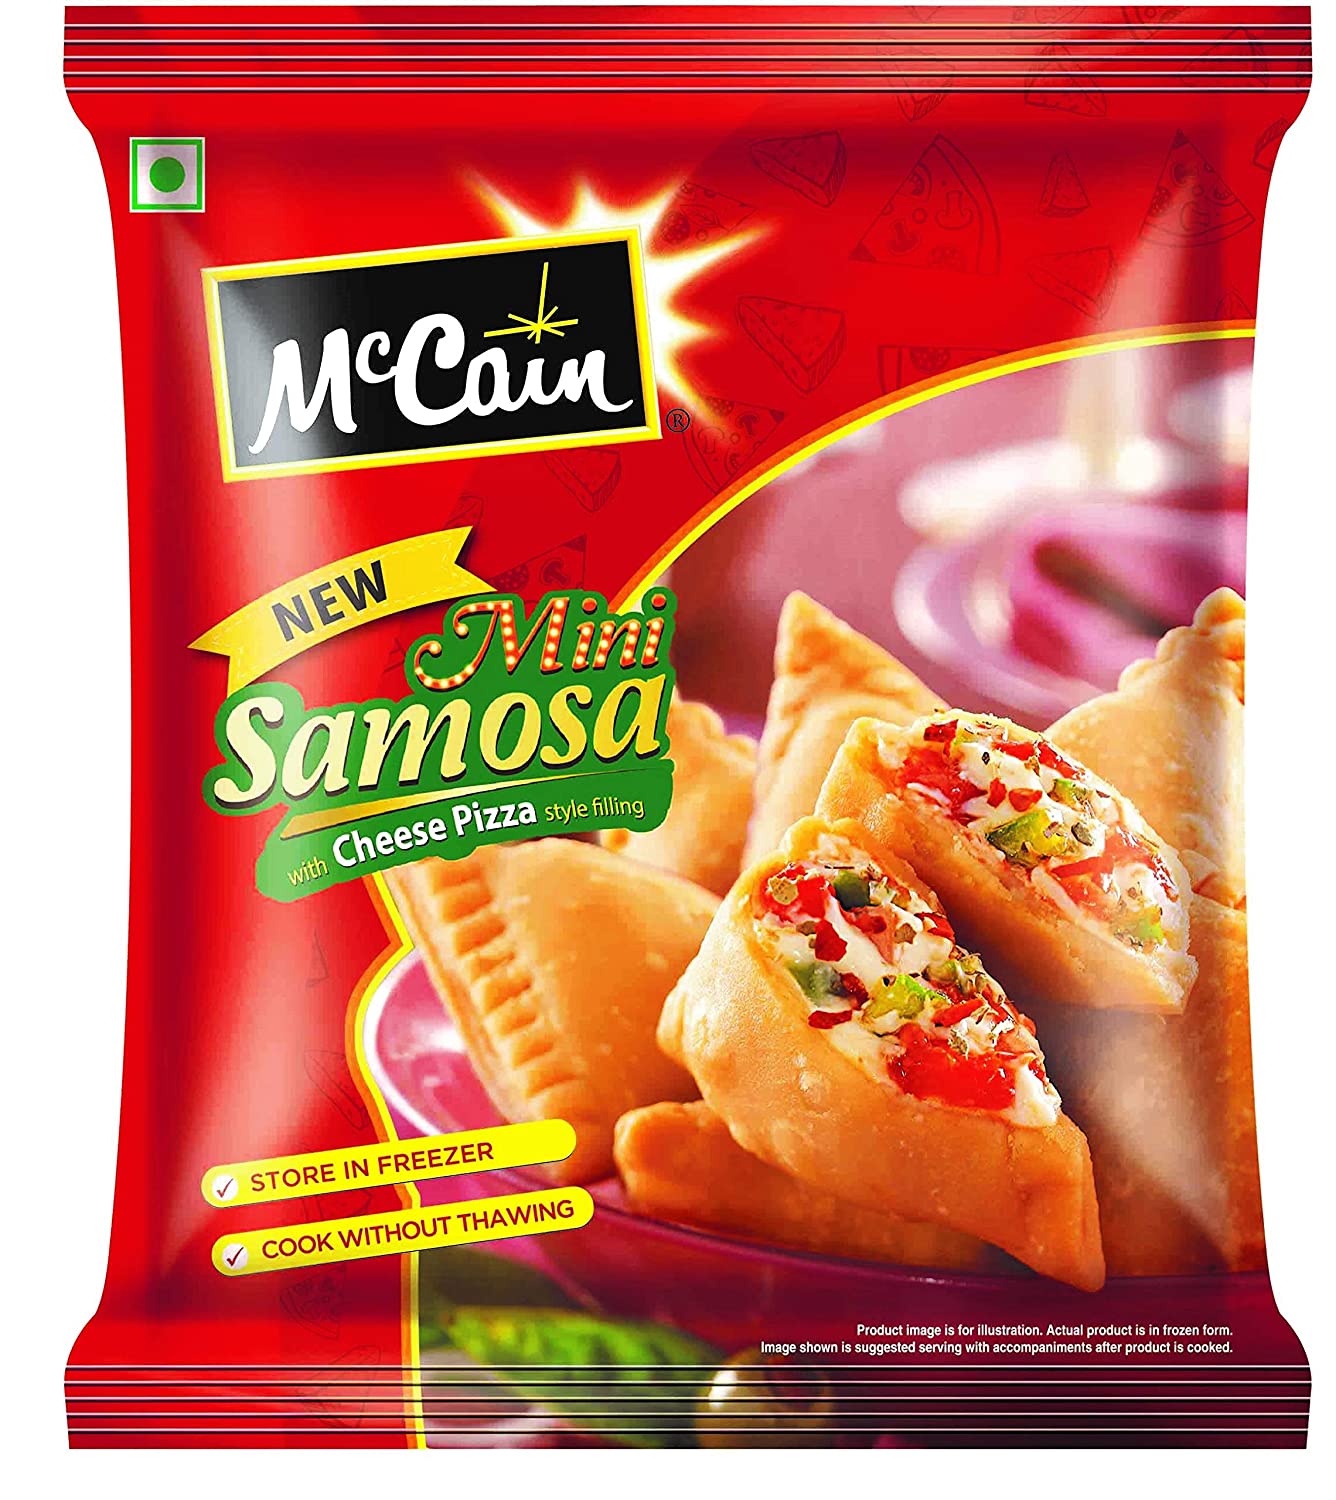 McCain
®
NEW
Mini
Samosa
with Cheese Pizza style filling
STORE IN FREEZER
COOK WITHOUT THAWING
Product image is for illustration. Actual product is in frozen form.
Image shown is suggested serving with accompaniments after product is cooked.